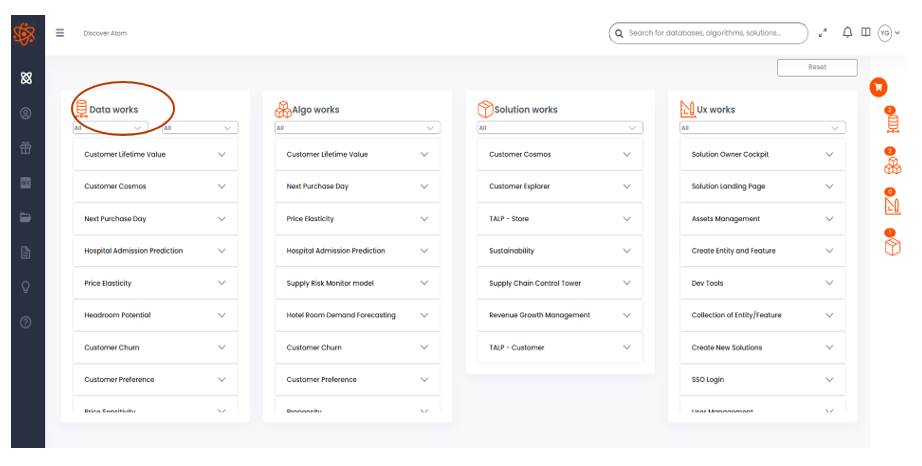 Discover Atom
Search for databases, algorithms, solutions...
YG
Reset
Data works
All
All
Customer Lifetime Value
Customer Cosmos
Next Purchase Day
Hospital Admission Prediction
Price Elasticity
Headroom Potential
Customer Churn
Customer Preference
Price Sensitivity
Algo works
All
Customer Lifetime Value
Next Purchase Day
Price Elasticity
Hospital Admission Prediction
Supply Risk Monitor model
Hotel Room Demand Forecasting
Customer Churn
Customer Preference
Propensity
Solution works
All
Customer Cosmos
Customer Explorer
TALP - Store
Sustainability
Supply Chain Control Tower
Revenue Growth Management
TALP - Customer
Ux works
All
Solution Owner Cockpit
Solution Landing Page
Assets Management
Create Entity and Feature
Dev Tools
Collection of Entity/Feature
Create New Solutions
SSO Login
User Management
2
2
0
1